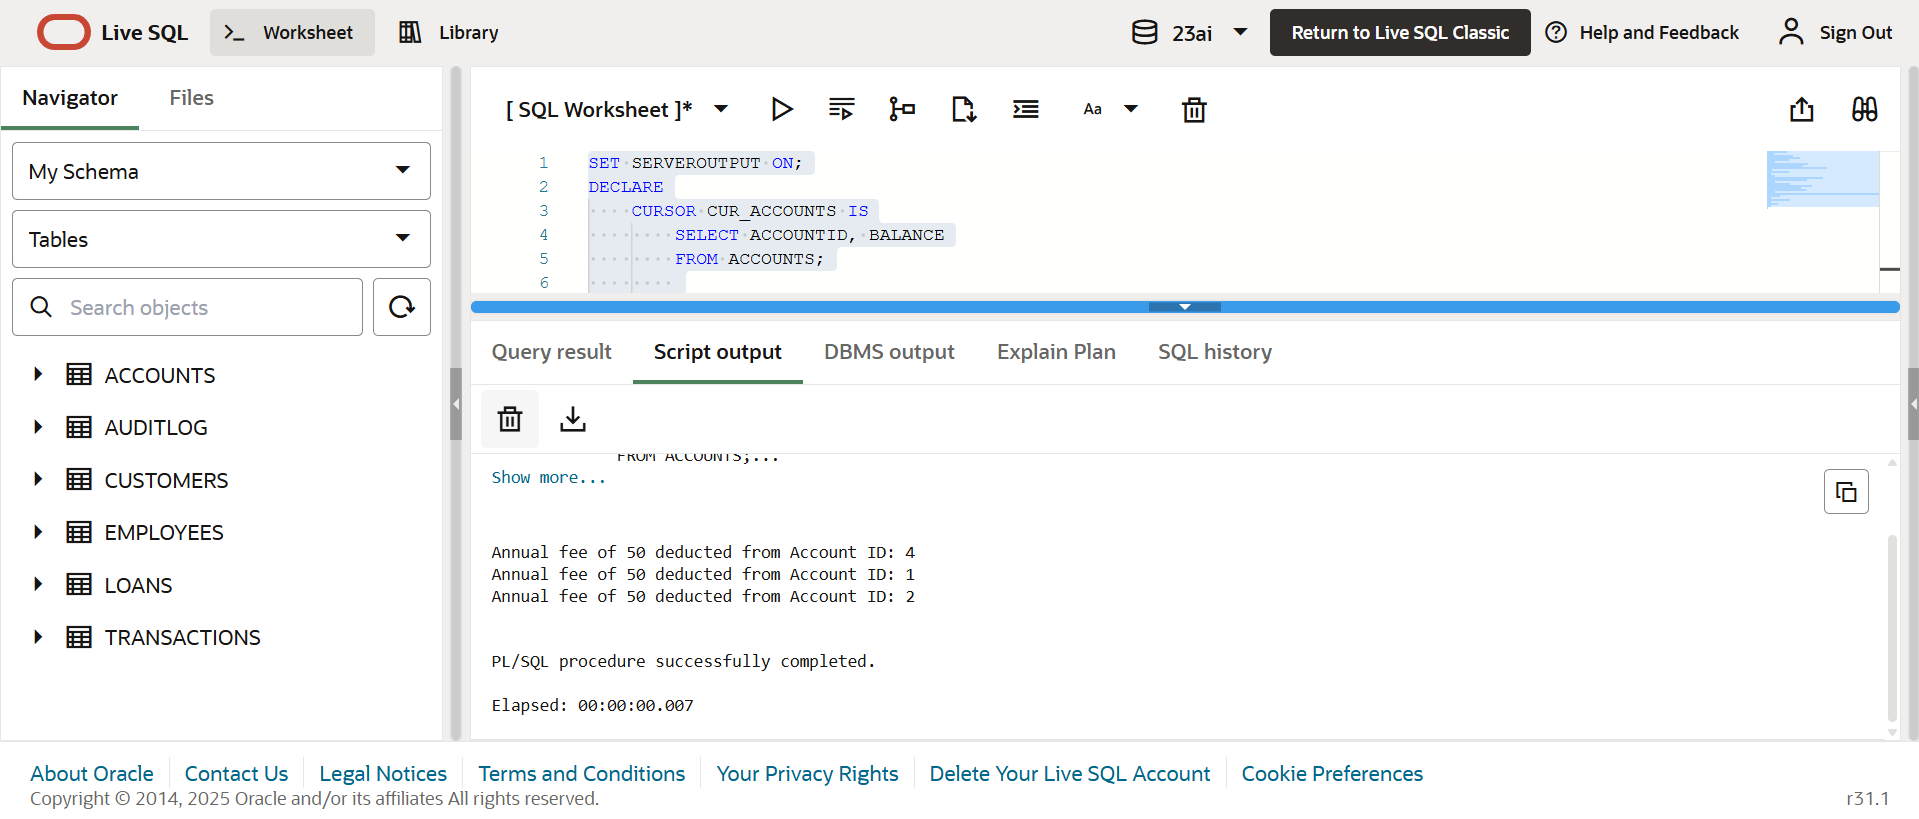 Live SQL
Worksheet
Library
23ai
Return to Live SQL Classic
Help and Feedback
Sign Out
Navigator
Files
My Schema
Tables
Search objects
ACCOUNTS
AUDITLOG
CUSTOMERS
EMPLOYEES
LOANS
TRANSACTIONS
[ SQL Worksheet ]*
Aa
1 SET SERVEROUTPUT ON;
2 DECLARE
3 CURSOR CUR_ACCOUNTS IS
4 SELECT ACCOUNTID, BALANCE
5 FROM ACCOUNTS;
6
Query result
Script output
DBMS output
Explain Plan
SQL history
FROM ACCOUNTS;...
Show more...
Annual fee of 50 deducted from Account ID: 4
Annual fee of 50 deducted from Account ID: 1
Annual fee of 50 deducted from Account ID: 2
PL/SQL procedure successfully completed.
Elapsed: 00:00:00.007
About Oracle
Contact Us
Legal Notices
Terms and Conditions
Your Privacy Rights
Delete Your Live SQL Account
Cookie Preferences
Copyright © 2014, 2025 Oracle and/or its affiliates All rights reserved.
r31.1